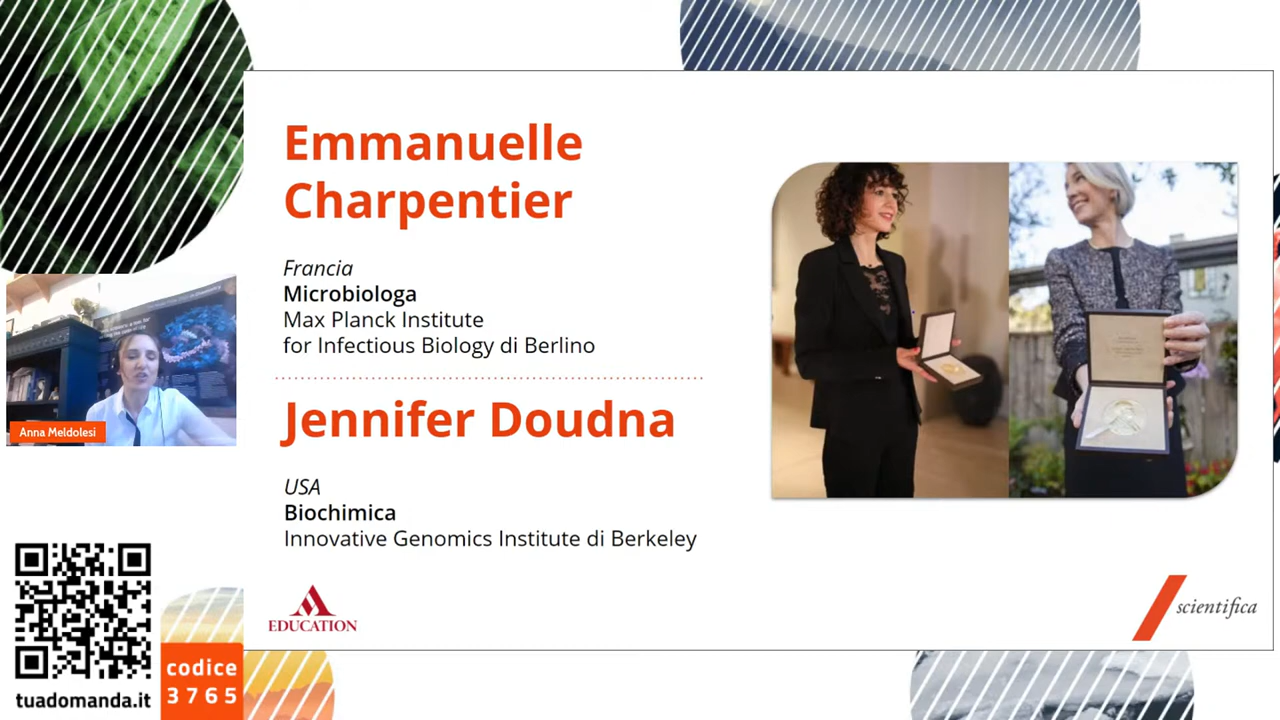 Emmanuelle
Charpentier
Francia
Microbiologa
Max Planck Institute
for Infectious Biology di Berlino
Jennifer Doudna
USA
Biochimica
Innovative Genomics Institute di Berkeley
EDUCATION
scientifica
Anna Meldolesi
tuadomanda.it
codice
3765